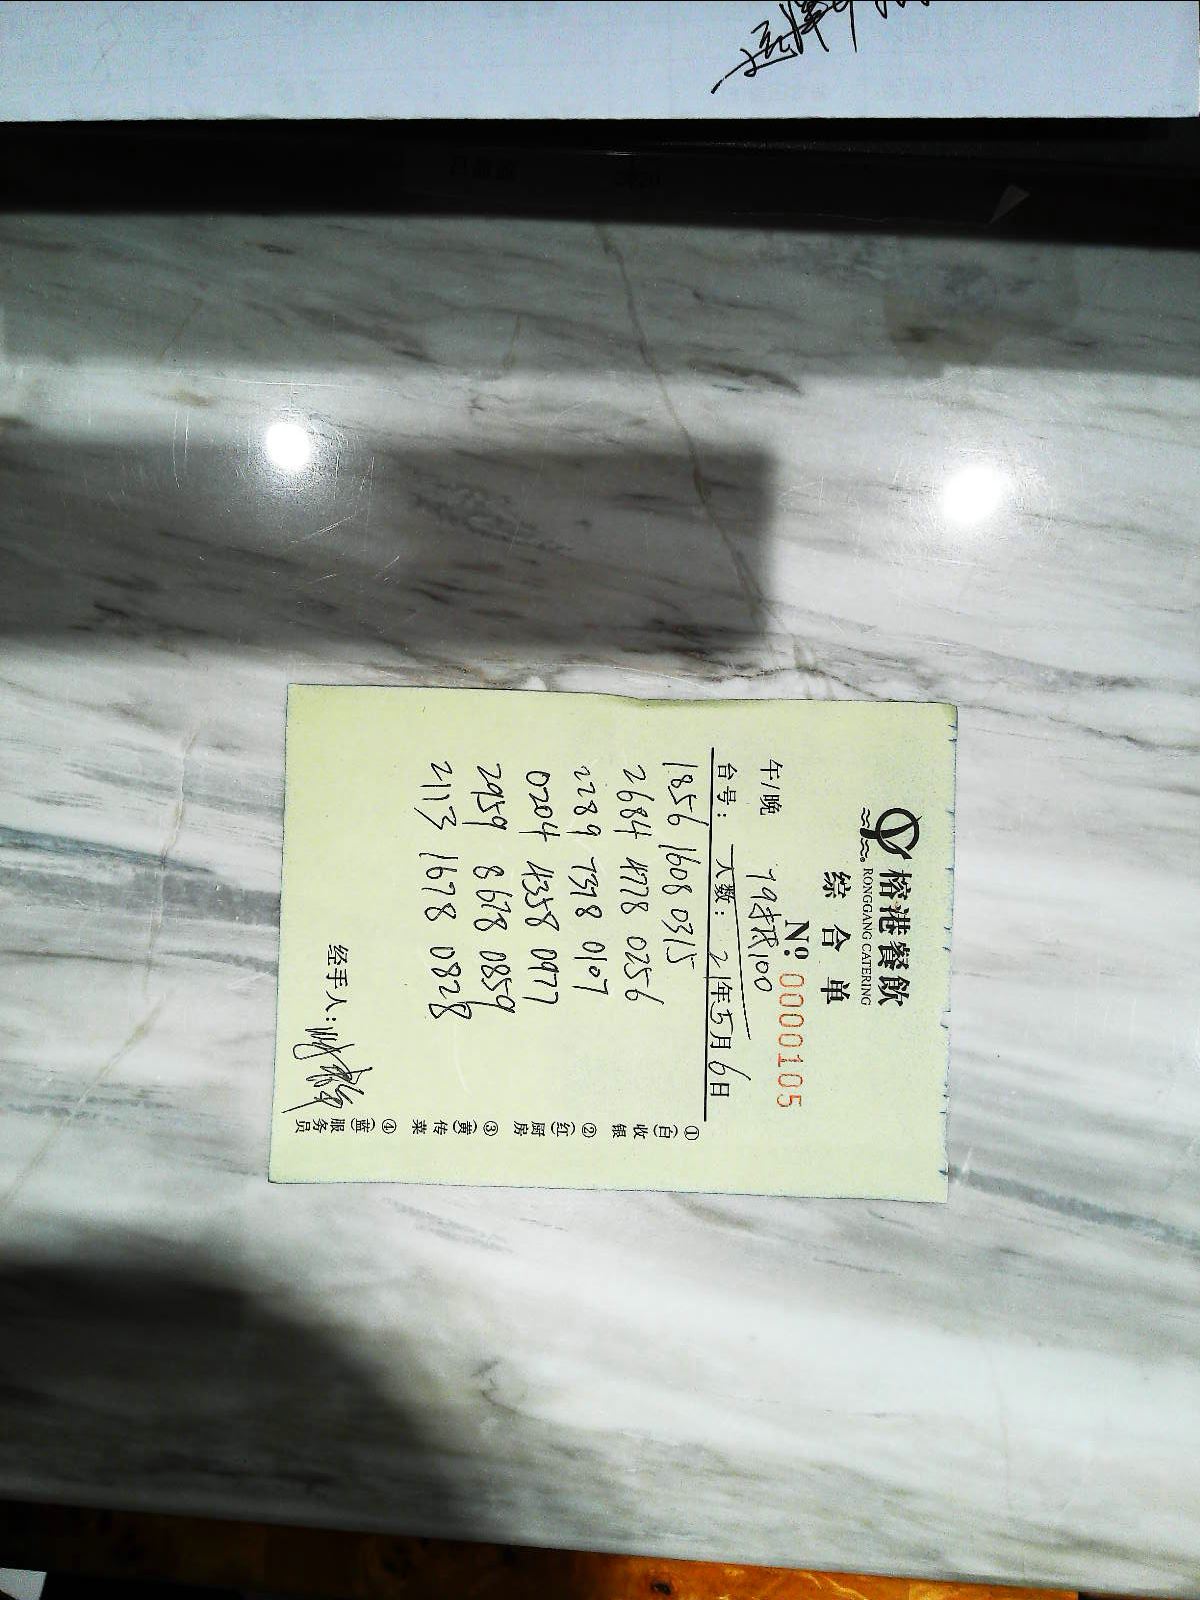 榕港餐飲
RONGGANG CATERING
综合单
午/晚 79抵100 Nº 0000105
台号: 人数: 21年5月6日
1856 1608 0315
2684 4778 0256
2289 7318 0107
0204 4358 0977
2959 8678 0859
2113 1678 0828
①(白)收银 ②(红)厨房 ③(黄)传菜 ④(蓝)服务员
经手人: